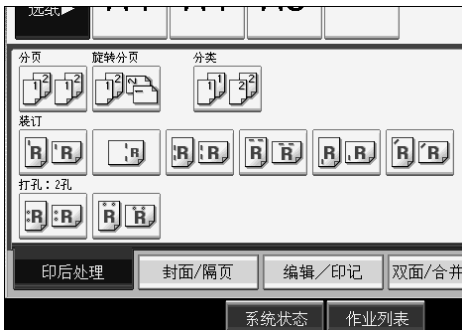 选纸▶
分页 旋转分页 分类
装订
打孔：2孔
印后处理 封面/隔页 编辑／印记 双面/合并
系统状态 作业列表